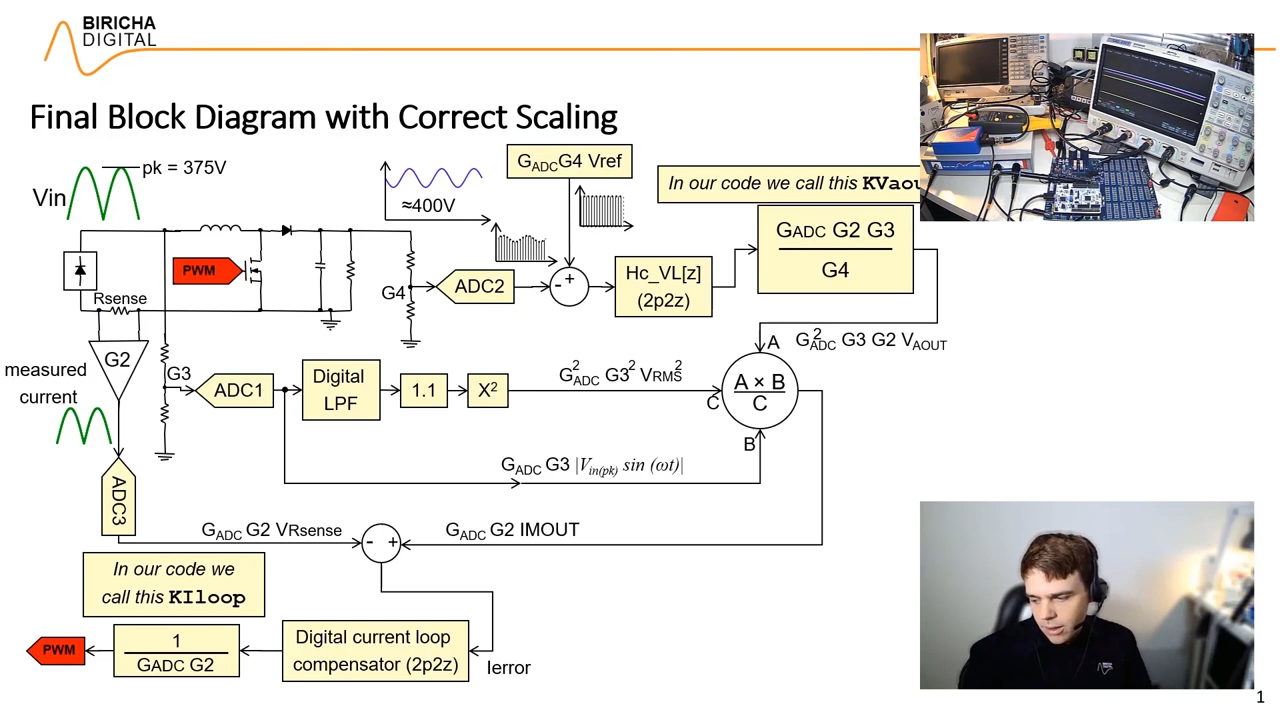 BIRICHA
DIGITAL
Final Block Diagram with Correct Scaling
pk = 375V
Vin
≈400V
GADCG4 Vref
In our code we call this
PWM
Rsense
G4
ADC2
- +
Hc_VL[z]
(2p2z)
GADC G2 G3
G4
G2
measured
current
G3
ADC1
Digital
LPF
1.1
X²
G²ADC G3² VRMS²
A
G²ADC G3 G2 VAOUT
A × B
C
C
B
GADC G3 |Vin(pk) sin (ωt)|
ADC3
GADC G2 VRsense
- +
GADC G2 IMOUT
In our code we
call this KIloop
PWM
1
GADC G2
Digital current loop
compensator (2p2z)
Ierror
1